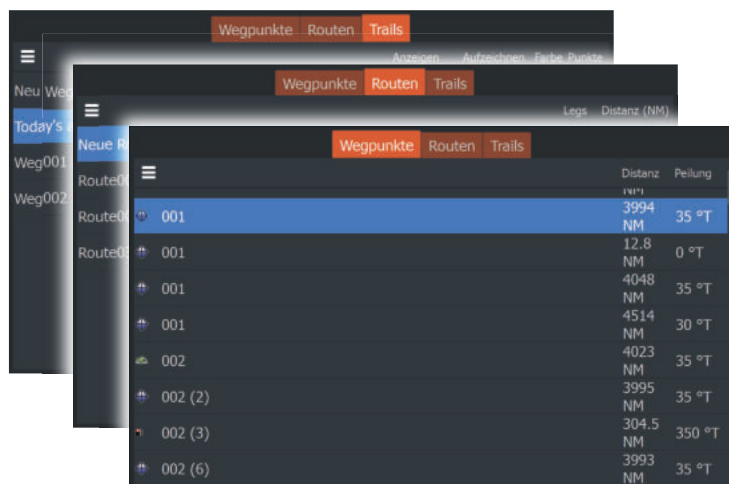 Wegpunkte Routen Trails
Anzeigen Aufzeichnen Farbe Punkte
Neu Weg
Today's
Weg001
Weg002
Wegpunkte Routen Trails
Legs Distanz (NM)
Neue R
Route0
Route0
Route0
Wegpunkte Routen Trails
Distanz Peilung
NM
001 3994 NM 35 °T
001 12.8 NM 0 °T
001 4048 NM 35 °T
001 4514 NM 30 °T
002 4023 NM 35 °T
002 (2) 3995 NM 35 °T
002 (3) 304.5 NM 350 °T
002 (6) 3993 NM 35 °T